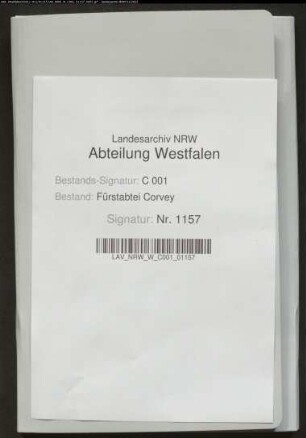 Landesarchiv NRW
Abteilung Westfalen
Bestands-Signatur: C 001
Bestand: Fürstabtei Corvey
Signatur: Nr. 1157
LAV_NRW_W_C001_01157